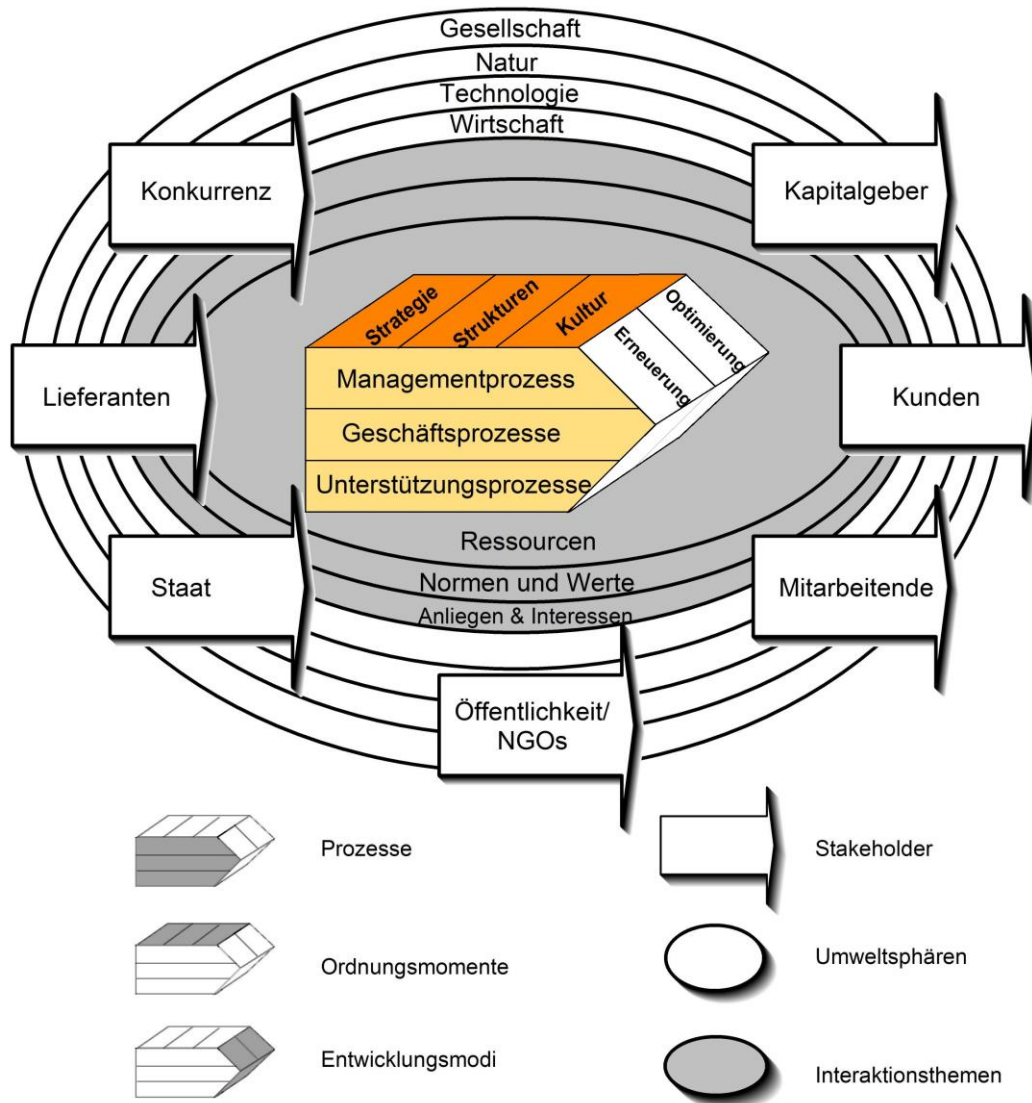 Gesellschaft
Natur
Technologie
Wirtschaft
Konkurrenz
Kapitalgeber
Strategie
Strukturen
Kultur
Optimierung
Erneuerung
Lieferanten
Managementprozess
Geschäftsprozesse
Unterstützungsprozesse
Kunden
Ressourcen
Normen und Werte
Anliegen & Interessen
Staat
Mitarbeitende
Öffentlichkeit/
NGOs
Prozesse
Stakeholder
Ordnungsmomente
Umweltsphären
Entwicklungsmodi
Interaktionsthemen